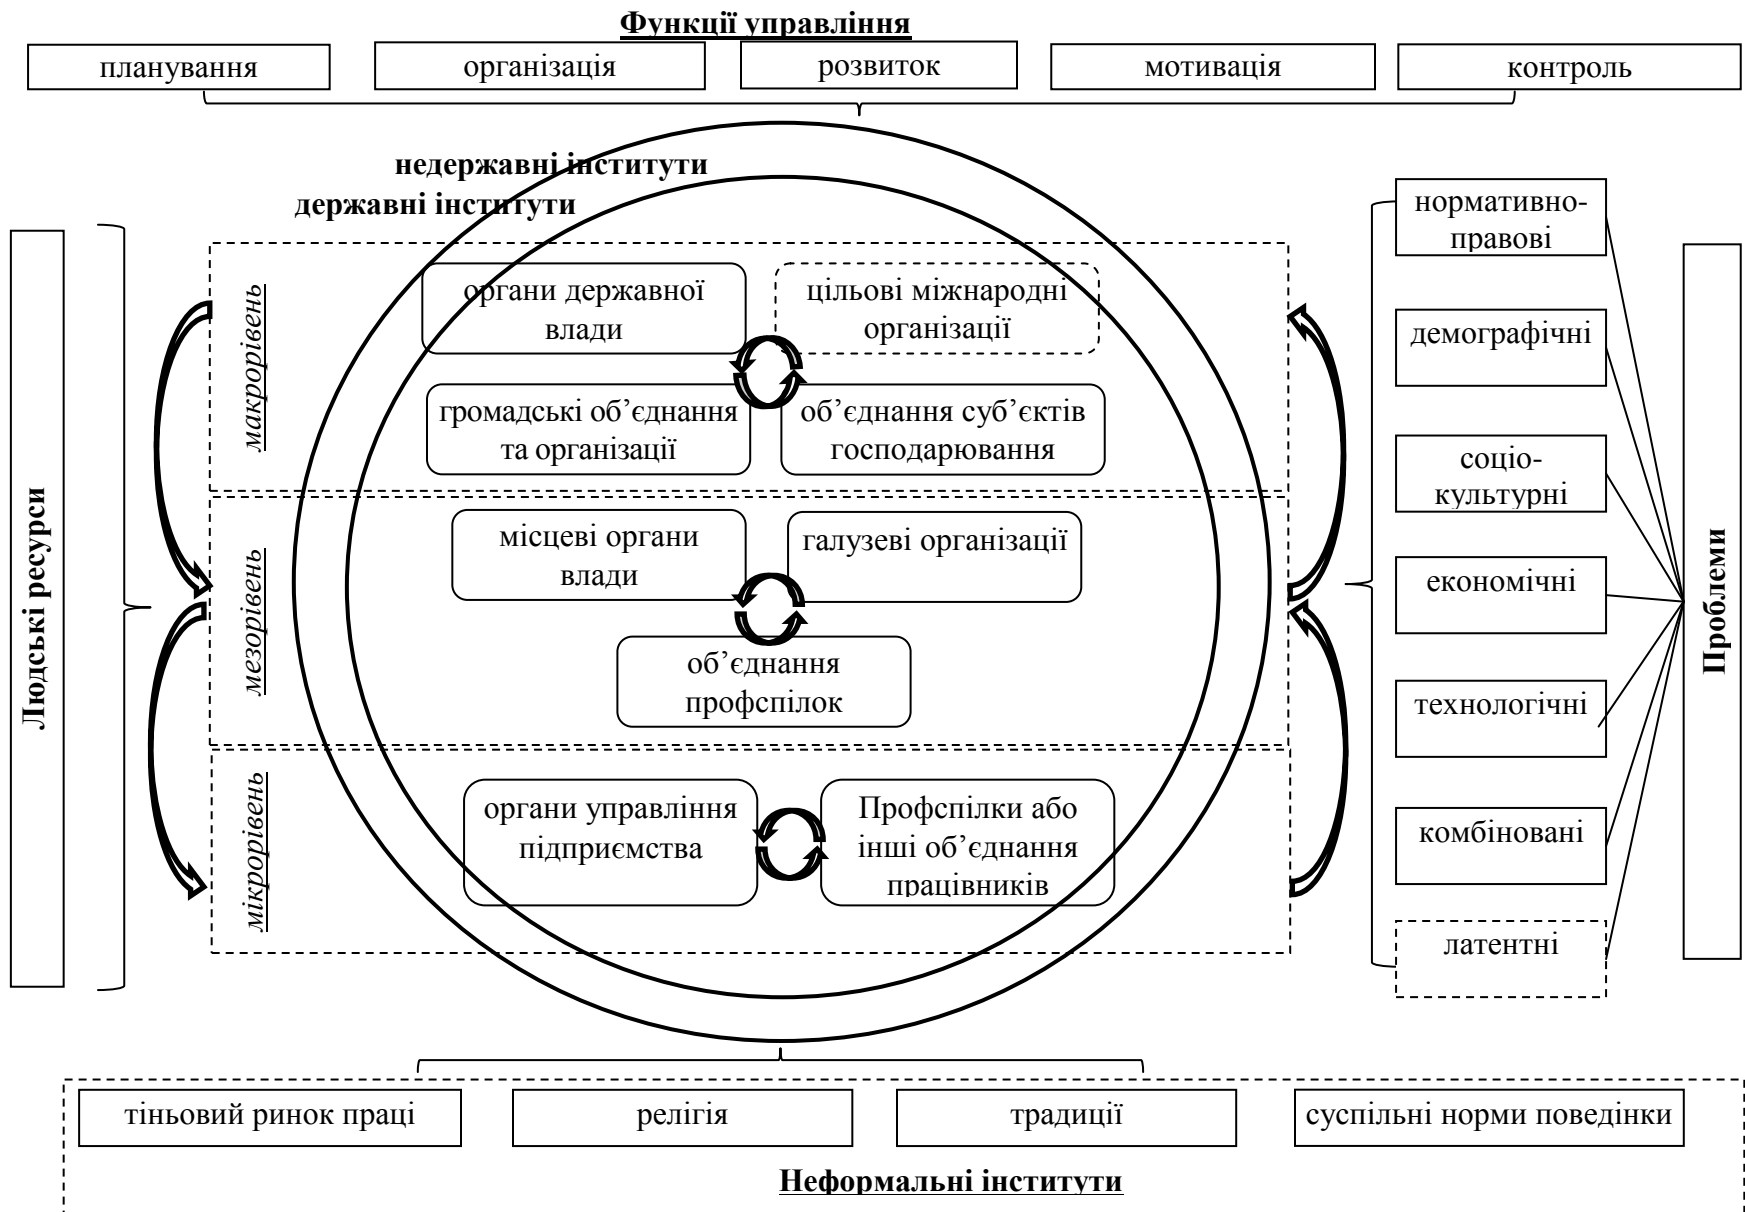 Функції управління
планування
організація
розвиток
мотивація
контроль
недержавні інститути
державні інститути
Людські ресурси
макрорівень
органи державної
влади
цільові міжнародні
організації
громадські об’єднання
та організації
об’єднання суб’єктів
господарювання
мезорівень
місцеві органи
влади
галузеві організації
об’єднання
профспілок
мікрорівень
органи управління
підприємства
Профспілки або
інші об’єднання
працівників
нормативно-
правові
демографічні
соціо-
культурні
економічні
технологічні
комбіновані
латентні
Проблеми
тіньовий ринок праці
релігія
традиції
суспільні норми поведінки
Неформальні інститути